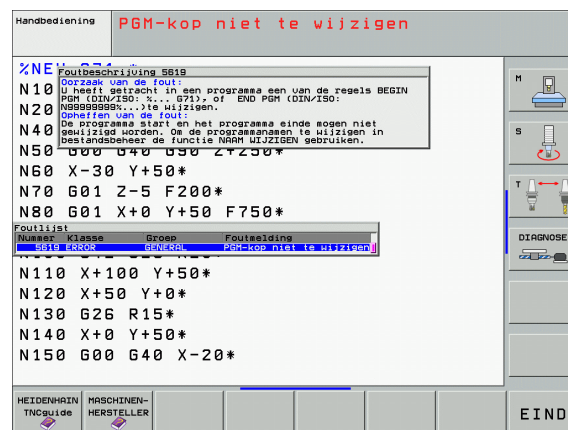 Handbediening
PGM-kop niet te wijzigen
%NE
Foutbeschrijving 5619
Oorzaak van de fout:
U heeft getracht in een programma een van de regels BEGIN
PGM (DIN/ISO: %... G71), of END PGM (DIN/ISO:
N99999999%...)te wijzigen.
Opheffen van de fout:
De programma start en het programma einde mogen niet
gewijzigd worden. Om de programmanamen te wijzigen in
bestandsbeheer de functie NAAM WIJZIGEN gebruiken.
N10
N20
N40
N50 G00 G40 G90 Z+250*
N60 X-30 Y+50*
N70 G01 Z-5 F200*
N80 G01 X+0 Y+50 F750*
Foutlijst
Nummer Klasse Groep Foutmelding
5619 ERROR GENERAL PGM-kop niet te wijzigen
N110 X+100 Y+50*
N120 X+50 Y+0*
N130 G26 R15*
N140 X+0 Y+50*
N150 G00 G40 X-20*
M
S
T
DIAGNOSE
HEIDENHAIN
TNCguide
MASCHINEN-
HERSTELLER
EIND